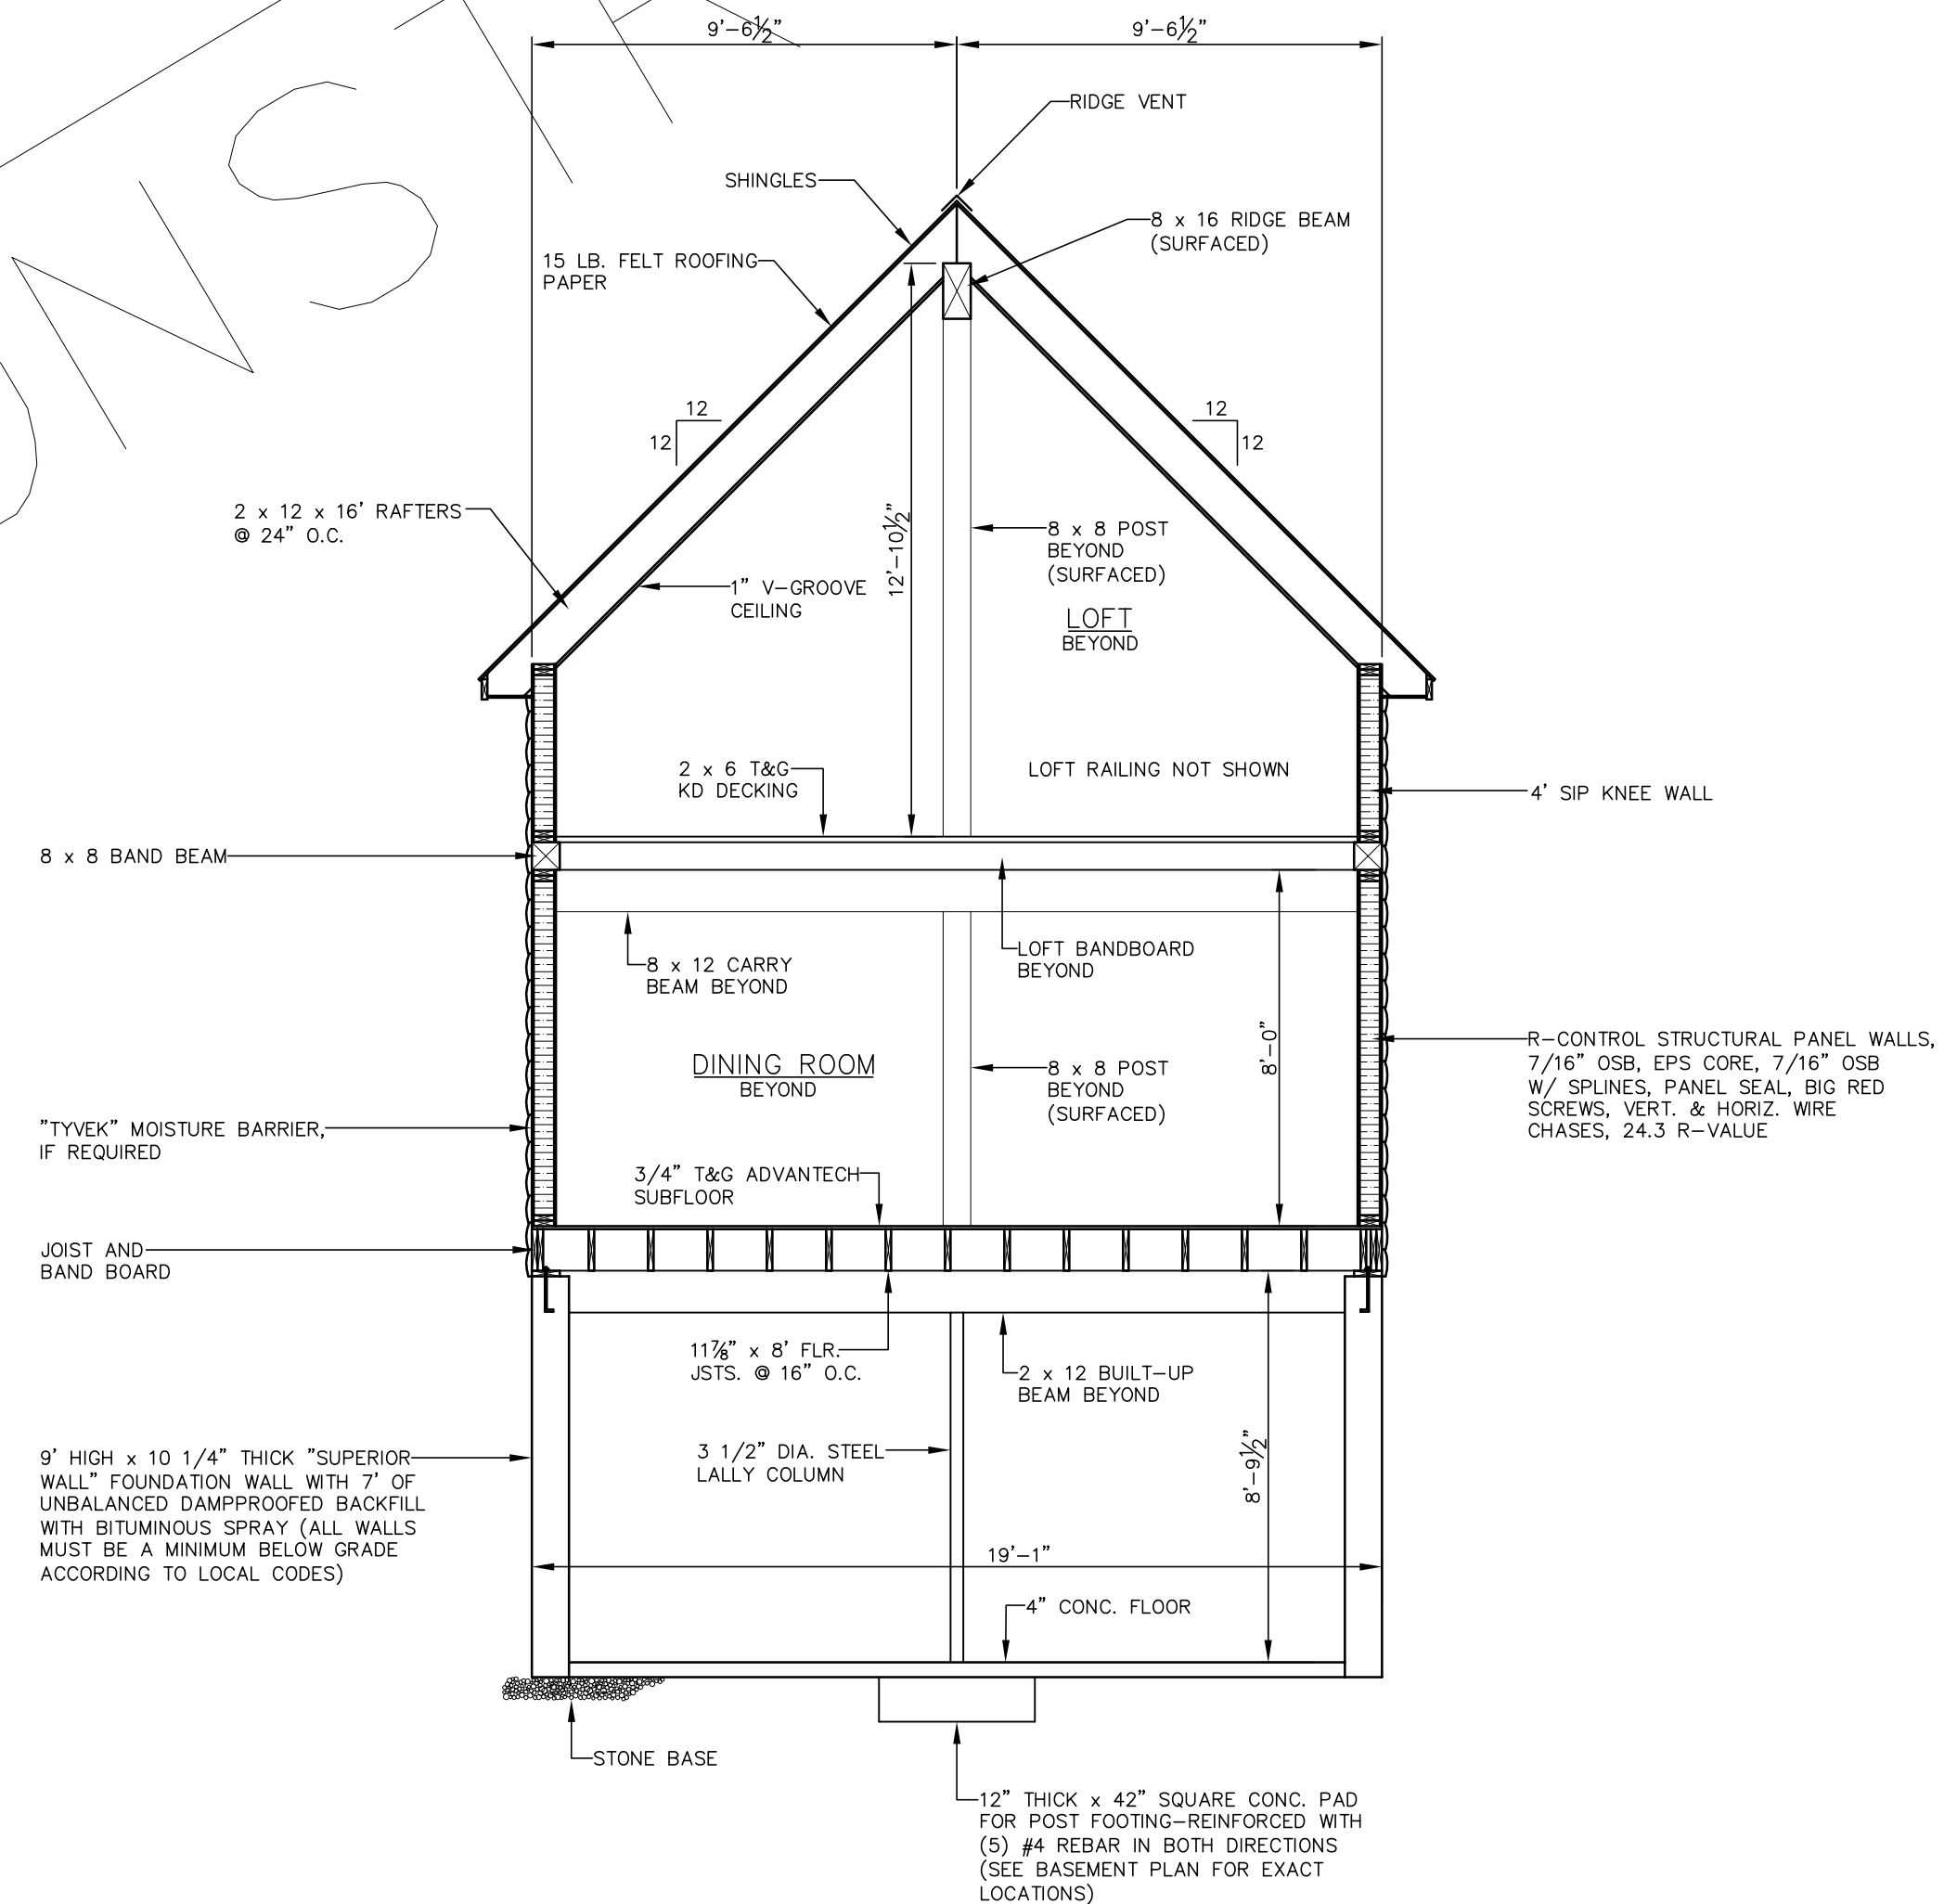 9'-6½"
9'-6½"
RIDGE VENT
SHINGLES
8 x 16 RIDGE BEAM
(SURFACED)
15 LB. FELT ROOFING
PAPER
12
12
12
12
2 x 12 x 16' RAFTERS
@ 24" O.C.
12'-10½"
8 x 8 POST
BEYOND
(SURFACED)
1" V-GROOVE
CEILING
LOFT
BEYOND
2 x 6 T&G
KD DECKING
LOFT RAILING NOT SHOWN
4' SIP KNEE WALL
8 x 8 BAND BEAM
LOFT BANDBOARD
BEYOND
8 x 12 CARRY
BEAM BEYOND
8'-0"
R-CONTROL STRUCTURAL PANEL WALLS,
7/16" OSB, EPS CORE, 7/16" OSB
W/ SPLINES, PANEL SEAL, BIG RED
SCREWS, VERT. & HORIZ. WIRE
CHASES, 24.3 R-VALUE
DINING ROOM
BEYOND
8 x 8 POST
BEYOND
(SURFACED)
"TYVEK" MOISTURE BARRIER,
IF REQUIRED
3/4" T&G ADVANTECH
SUBFLOOR
JOIST AND
BAND BOARD
11⅞" x 8' FLR.
JSTS. @ 16" O.C.
2 x 12 BUILT-UP
BEAM BEYOND
9' HIGH x 10 1/4" THICK "SUPERIOR
WALL" FOUNDATION WALL WITH 7' OF
UNBALANCED DAMPPROOFED BACKFILL
WITH BITUMINOUS SPRAY (ALL WALLS
MUST BE A MINIMUM BELOW GRADE
ACCORDING TO LOCAL CODES)
3 1/2" DIA. STEEL
LALLY COLUMN
8'-9½"
19'-1"
4" CONC. FLOOR
STONE BASE
12" THICK x 42" SQUARE CONC. PAD
FOR POST FOOTING-REINFORCED WITH
(5) #4 REBAR IN BOTH DIRECTIONS
(SEE BASEMENT PLAN FOR EXACT
LOCATIONS)